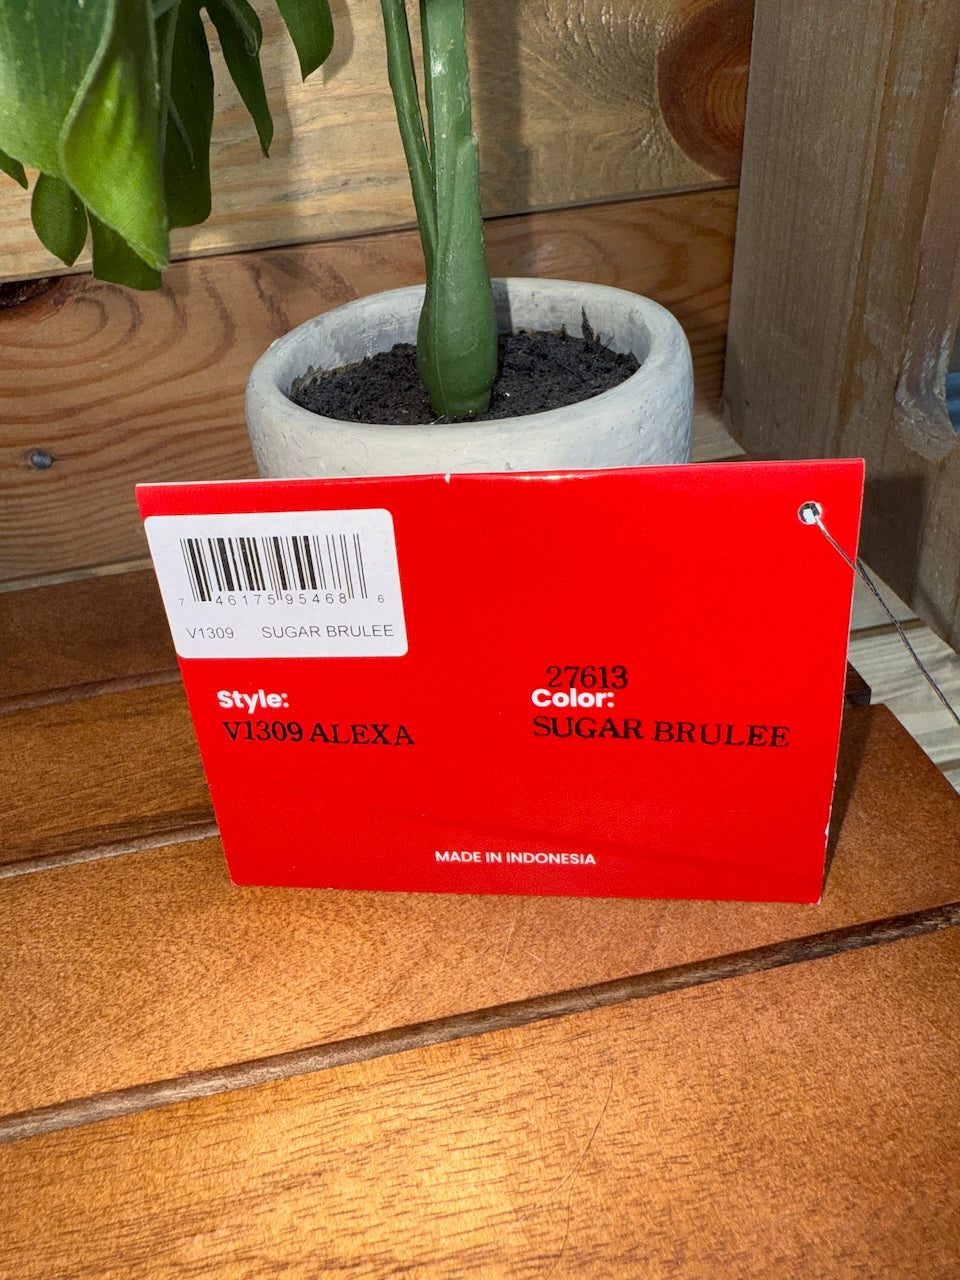 7 46175 95468 6
V1309 SUGAR BRULEE
Style:
V1309 ALEXA
27613
Color:
SUGAR BRULEE
MADE IN INDONESIA